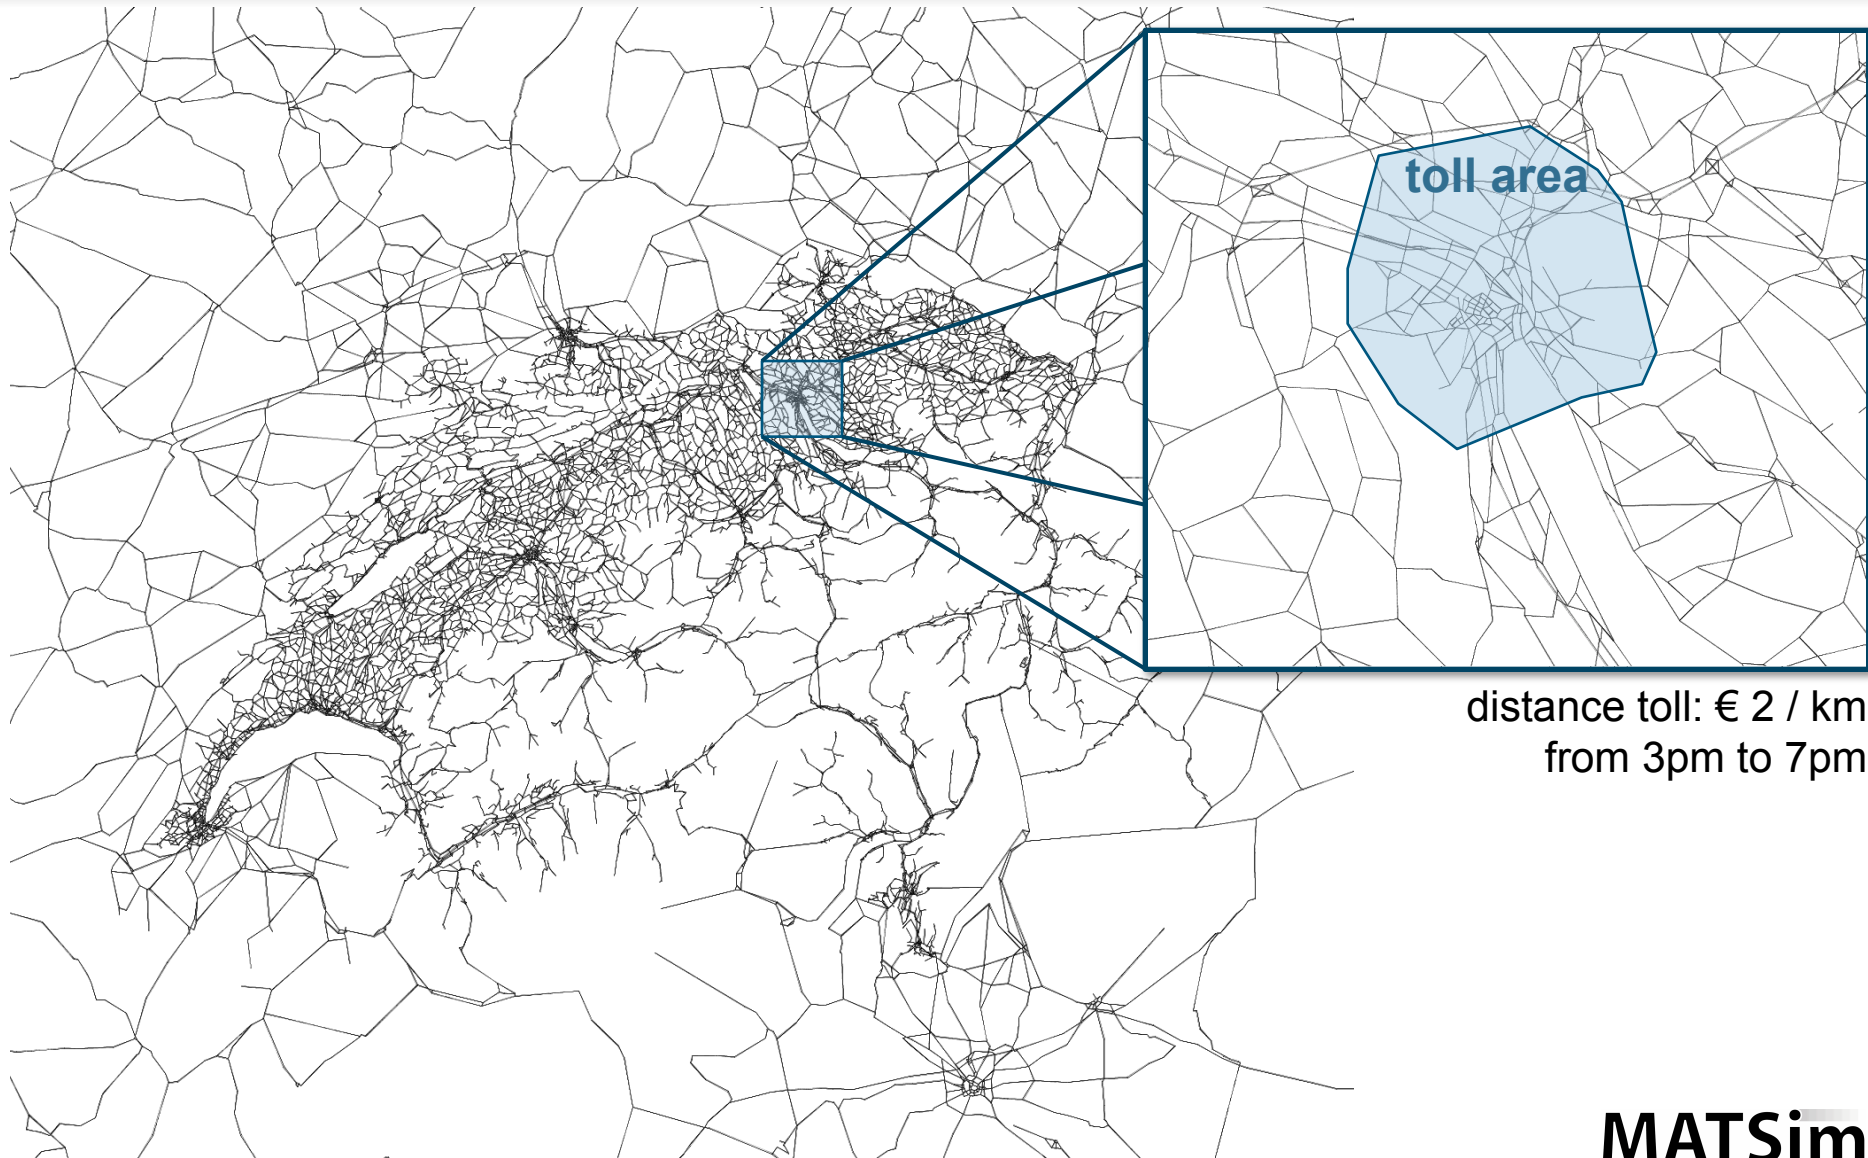 toll area
distance toll: € 2 / km
from 3pm to 7pm
MATSim